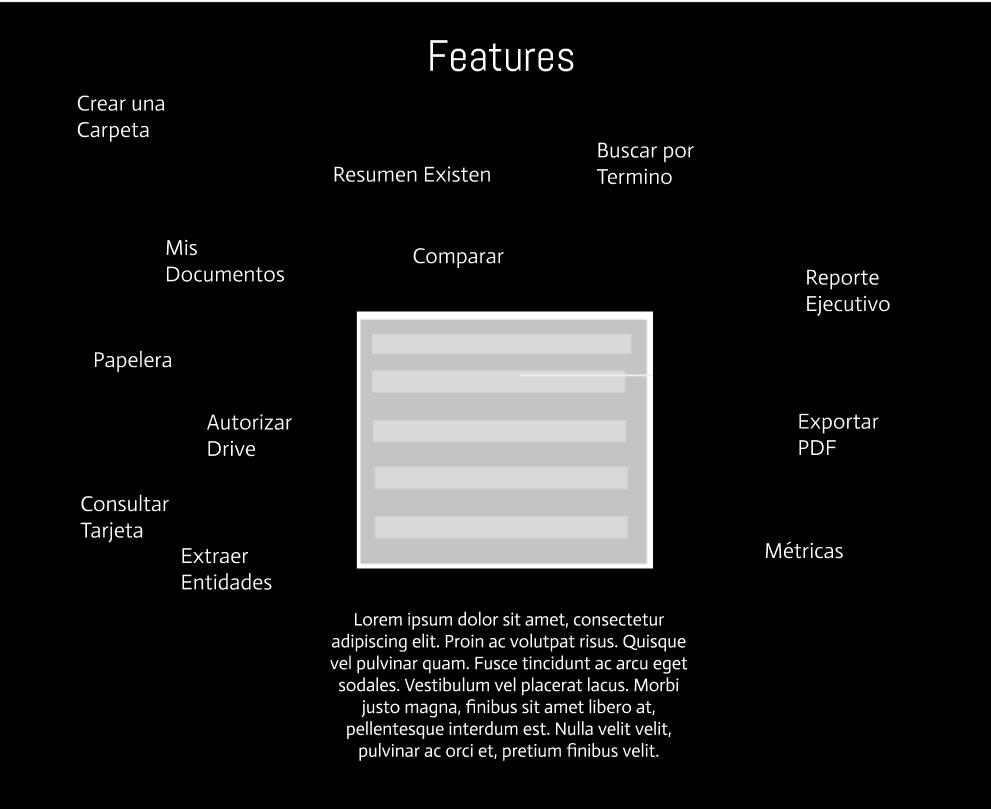 Features
Crear una
Carpeta
Resumen Existen
Buscar por
Termino
Mis
Documentos
Comparar
Reporte
Ejecutivo
Papelera
Autorizar
Drive
Exportar
PDF
Consultar
Tarjeta
Extraer
Entidades
Métricas
Lorem ipsum dolor sit amet, consectetur
adipiscing elit. Proin ac volutpat risus. Quisque
vel pulvinar quam. Fusce tincidunt ac arcu eget
sodales. Vestibulum vel placerat lacus. Morbi
justo magna, finibus sit amet libero at,
pellentesque interdum est. Nulla velit velit,
pulvinar ac orci et, pretium finibus velit.